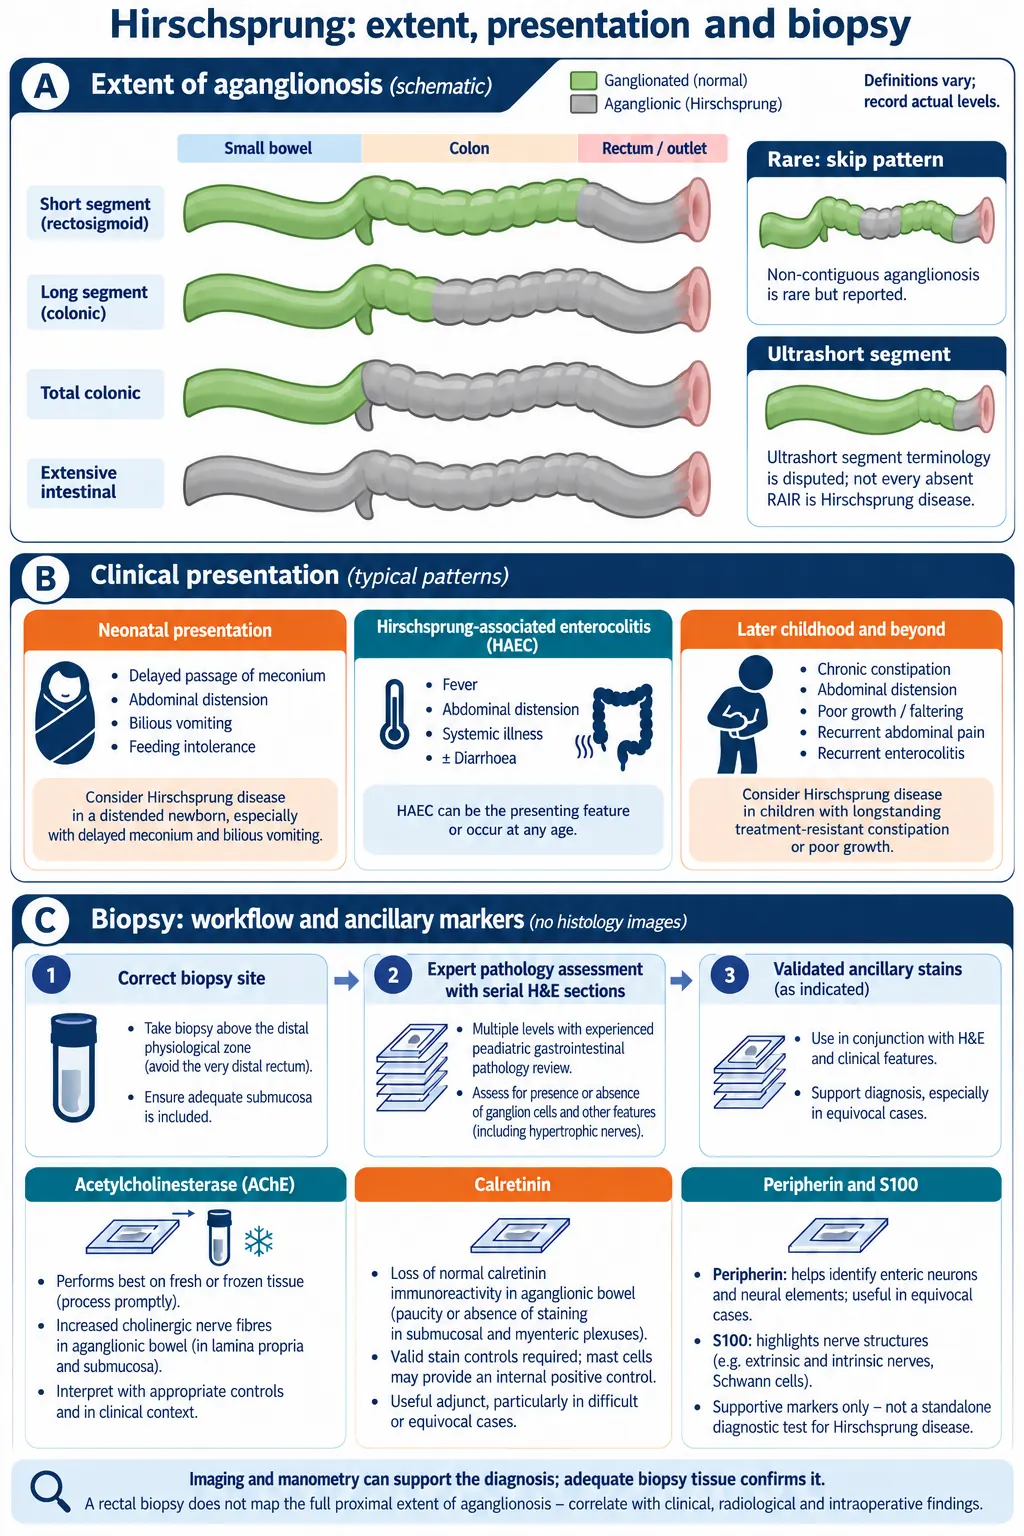 Hirschsprung: extent, presentation and biopsy
A
Extent of aganglionosis (schematic)
Ganglionated (normal)
Aganglionic (Hirschsprung)
Definitions vary;
record actual levels.
Small bowel
Colon
Rectum / outlet
Short segment
(rectosigmoid)
Long segment
(colonic)
Total colonic
Extensive
intestinal
Rare: skip pattern
Non-contiguous aganglionosis
is rare but reported.
Ultrashort segment
Ultrashort segment terminology
is disputed; not every absent
RAIR is Hirschsprung disease.
B
Clinical presentation (typical patterns)
Neonatal presentation
• Delayed passage of meconium
• Abdominal distension
• Bilious vomiting
• Feeding intolerance
Consider Hirschsprung disease
in a distended newborn, especially
with delayed meconium and bilious vomiting.
Hirschsprung-associated enterocolitis
(HAEC)
• Fever
• Abdominal distension
• Systemic illness
• ± Diarrhoea
HAEC can be the presenting feature
or occur at any age.
Later childhood and beyond
• Chronic constipation
• Abdominal distension
• Poor growth / faltering
• Recurrent abdominal pain
• Recurrent enterocolitis
Consider Hirschsprung disease
in children with longstanding
treatment-resistant constipation
or poor growth.
C
Biopsy: workflow and ancillary markers (no histology images)
1
Correct biopsy site
• Take biopsy above the distal
physiological zone
(avoid the very distal rectum).
• Ensure adequate submucosa
is included.
2
Expert pathology assessment
with serial H&E sections
• Multiple levels with experienced
peadiatric gastrointestinal
pathology review.
• Assess for presence or absence
of ganglion cells and other features
(including hypertrophic nerves).
3
Validated ancillary stains
(as indicated)
• Use in conjunction with H&E
and clinical features.
• Support diagnosis, especially
in equivocal cases.
Acetylcholinesterase (AChE)
• Performs best on fresh or frozen tissue
(process promptly).
• Increased cholinergic nerve fibres
in aganglionic bowel (in lamina propria
and submucosa).
• Interpret with appropriate controls
and in clinical context.
Calretinin
• Loss of normal calretinin
immunoreactivity in aganglionic bowel
(paucity or absence of staining
in submucosal and myenteric plexuses).
• Valid stain controls required; mast cells
may provide an internal positive control.
• Useful adjunct, particularly in difficult
or equivocal cases.
Peripherin and S100
• Peripherin: helps identify enteric neurons
and neural elements; useful in equivocal
cases.
• S100: highlights nerve structures
(e.g. extrinsic and intrinsic nerves,
Schwann cells).
• Supportive markers only – not a standalone
diagnostic test for Hirschsprung disease.
Imaging and manometry can support the diagnosis; adequate biopsy tissue confirms it.
A rectal biopsy does not map the full proximal extent of aganglionosis – correlate with clinical, radiological and intraoperative findings.